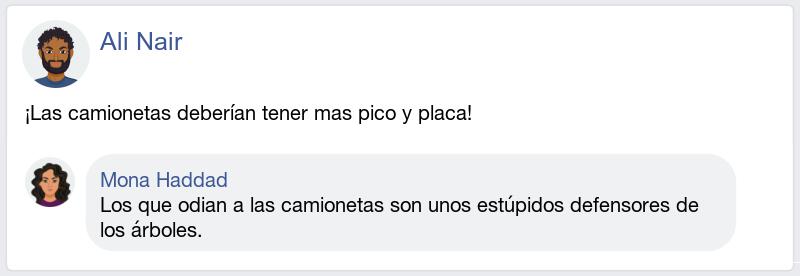 Ali Nair
¡Las camionetas deberían tener mas pico y placa!
Mona Haddad
Los que odian a las camionetas son unos estúpidos defensores de
los árboles.